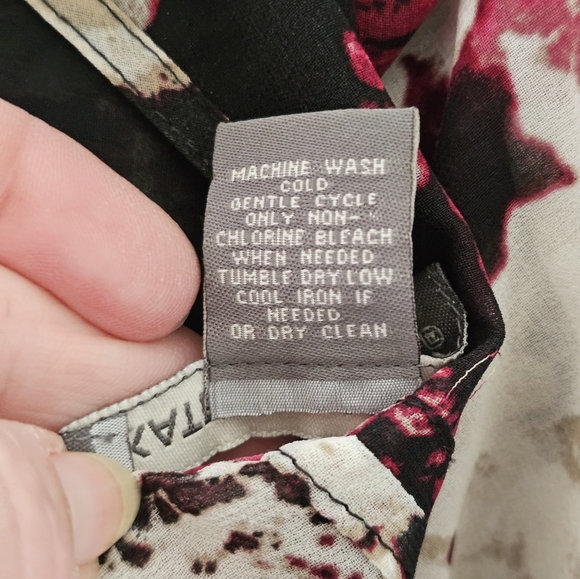 MACHINE WASH
COLD
GENTLE CYCLE
ONLY NON-
CHLORINE BLEACH
WHEN NEEDED
TUMBLE DRY LOW
COOL IRON IF
NEEDED
OR DRY CLEAN